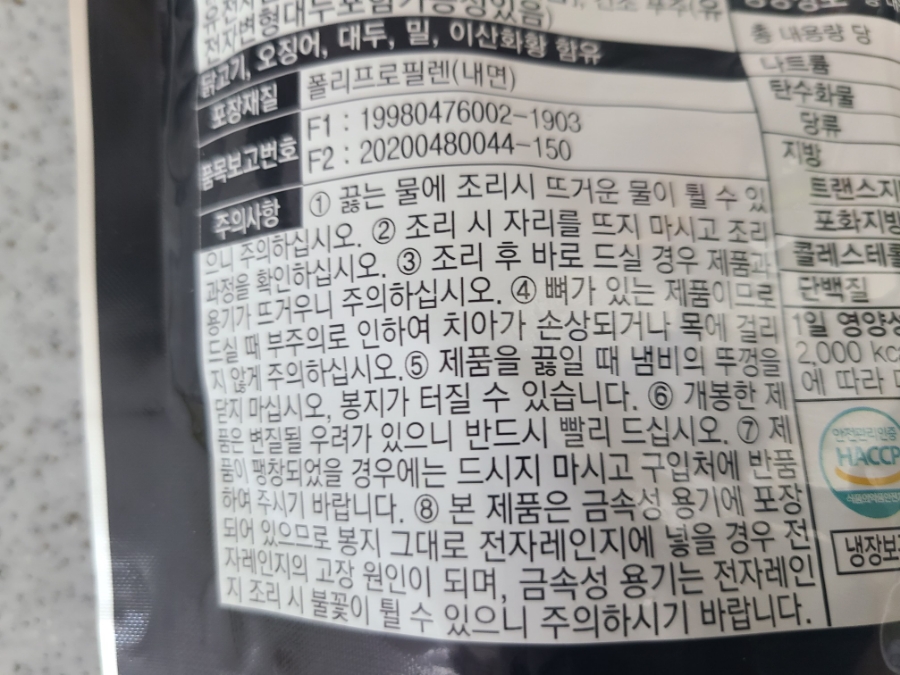 전자변형대두포함가능성있음)
닭고기, 오징어, 대두, 밀, 이산화황 함유
포장재질 폴리프로필렌(내면)
품목보고번호
F1 : 19980476002-1903
F2 : 20200480044-150
주의사항 ① 끓는 물에 조리시 뜨거운 물이 튈 수 있
으니 주의하십시오. ② 조리 시 자리를 뜨지 마시고 조리
과정을 확인하십시오. ③ 조리 후 바로 드실 경우 제품과
용기가 뜨거우니 주의하십시오. ④ 뼈가 있는 제품이므로
드실 때 부주의로 인하여 치아가 손상되거나 목에 걸리
지 않게 주의하십시오.⑤ 제품을 끓일 때 냄비의 뚜껑을
닫지 마십시오, 봉지가 터질 수 있습니다. ⑥ 개봉한 제
품은 변질될 우려가 있으니 반드시 빨리 드십시오. ⑦ 제
품이 팽창되었을 경우에는 드시지 마시고 구입처에 반품
하여 주시기 바랍니다. ⑧ 본 제품은 금속성 용기에 포장
되어 있으므로 봉지 그대로 전자레인지에 넣을 경우 전
자레인지의 고장 원인이 되며, 금속성 용기는 전자레인
지 조리 시 불꽃이 튈 수 있으니 주의하시기 바랍니다.
총 내용량 당
나트륨
탄수화물
당류
지방
트랜스지
포화지방
콜레스테롤
단백질
1일 영양성
2,000 kc
에 따라
안전관리인증
HACCP
냉장보